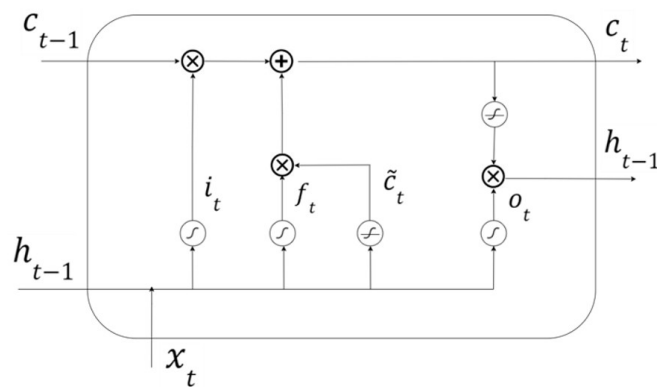 c_{t-1}
c_t
h_{t-1}
i_t
f_t
c̃_t
o_t
h_{t-1}
x_t